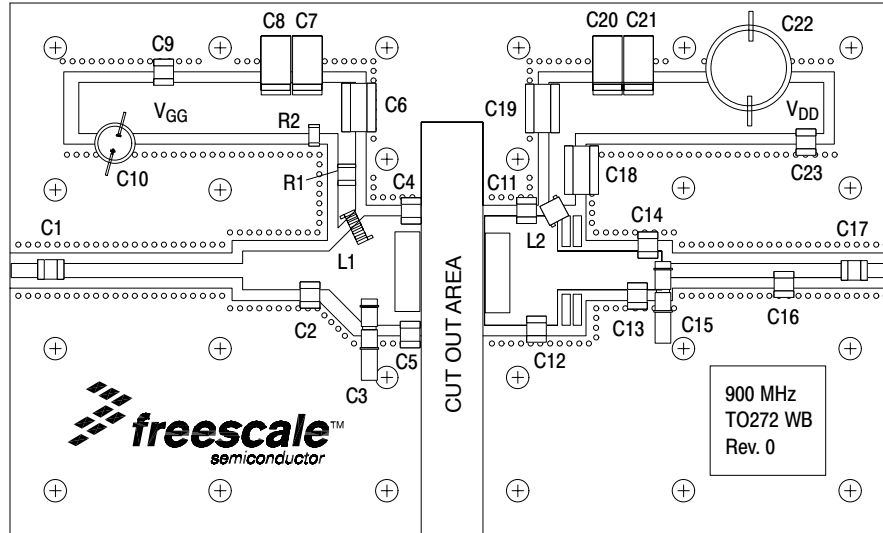 C8 C7
C20 C21
C22
C9
C6
C19
VGG
VDD
R2
C10
C23
R1
C4
C11
C18
C1
C14
C17
L1
L2
CUT OUT AREA
C2
C3
C5
C12
C13
C15
C16
freescale™
semiconductor
900 MHz
TO272 WB
Rev. 0